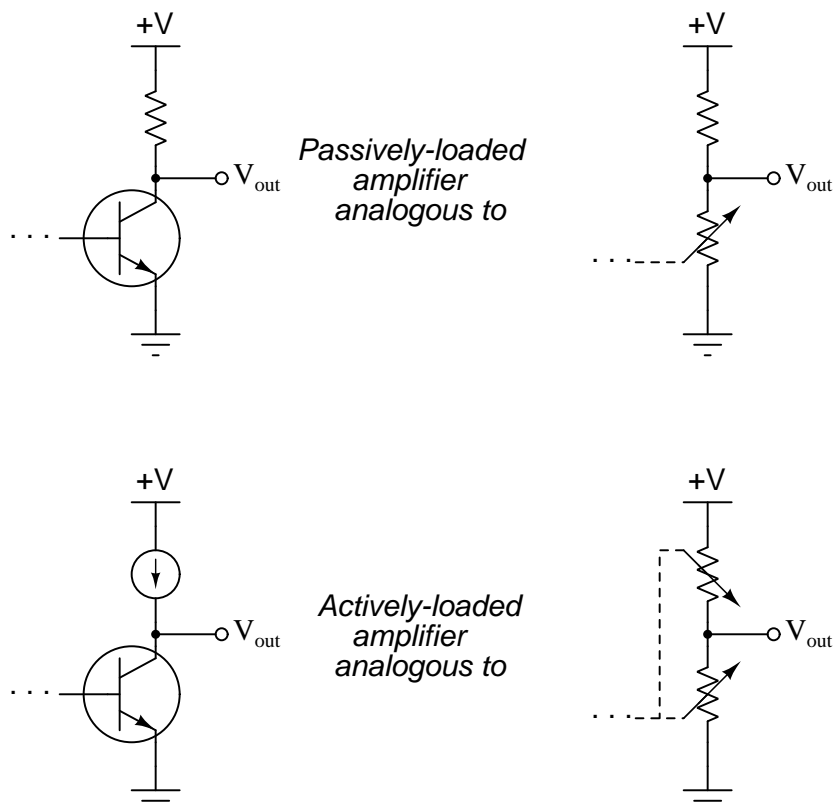 +V
+V
Vout
Vout
Passively-loaded
amplifier
analogous to
. . .
. . .
+V
+V
Vout
Vout
Actively-loaded
amplifier
analogous to
. . .
. . .